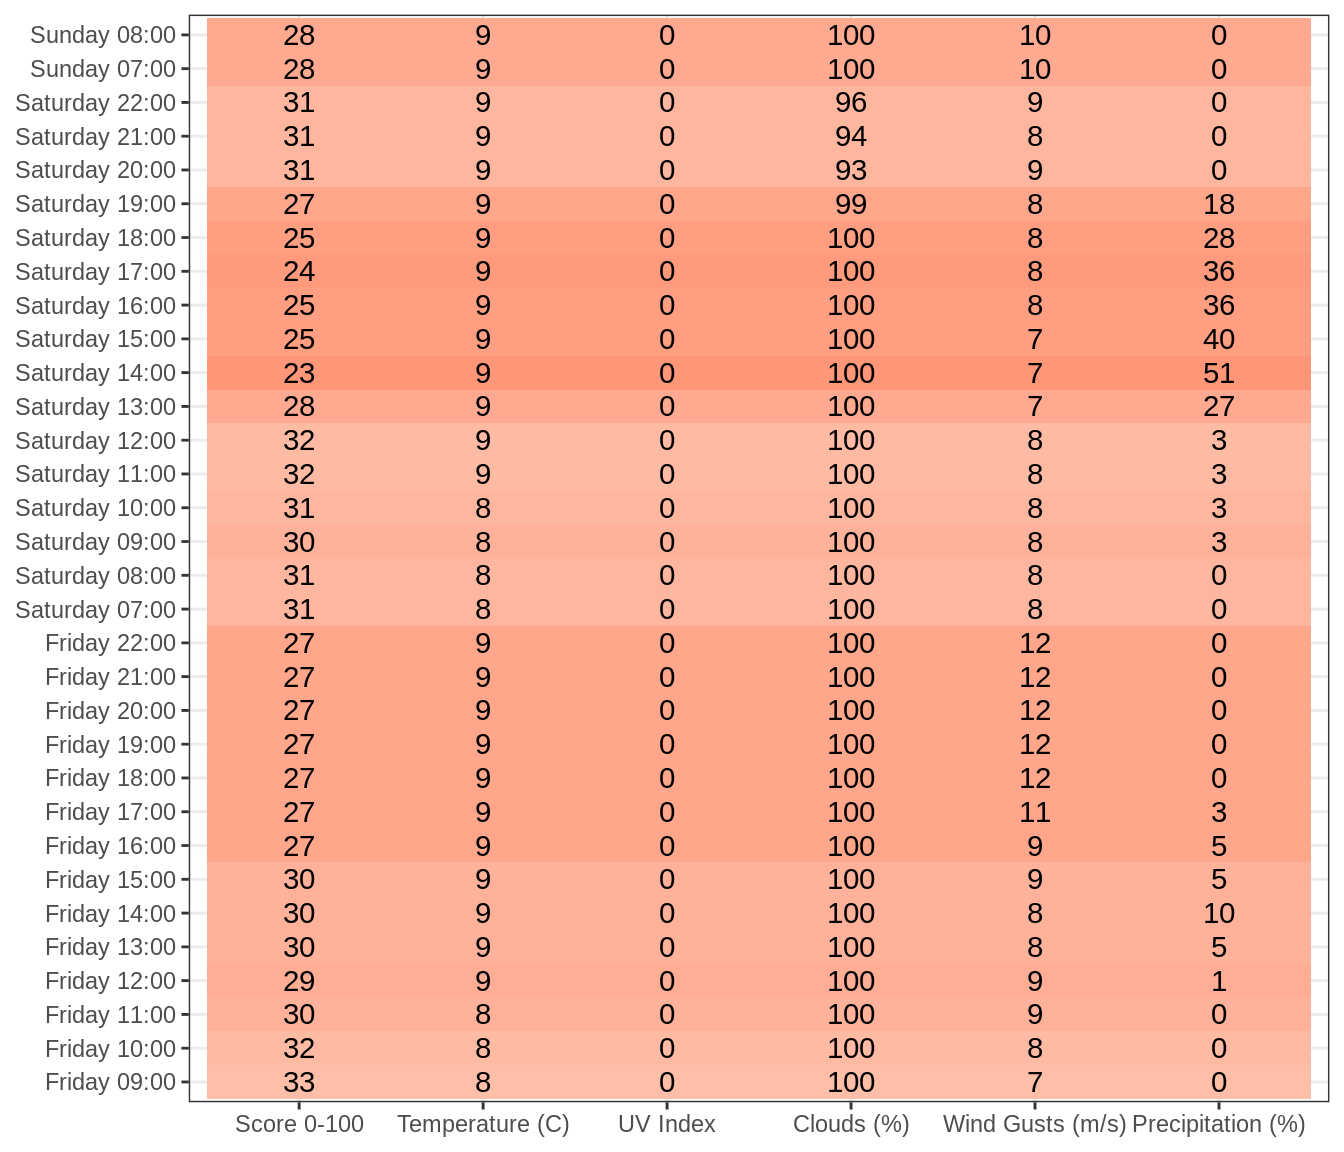 Sunday 08:00 28 9 0 100 10 0
Sunday 07:00 28 9 0 100 10 0
Saturday 22:00 31 9 0 96 9 0
Saturday 21:00 31 9 0 94 8 0
Saturday 20:00 31 9 0 93 9 0
Saturday 19:00 27 9 0 99 8 18
Saturday 18:00 25 9 0 100 8 28
Saturday 17:00 24 9 0 100 8 36
Saturday 16:00 25 9 0 100 8 36
Saturday 15:00 25 9 0 100 7 40
Saturday 14:00 23 9 0 100 7 51
Saturday 13:00 28 9 0 100 7 27
Saturday 12:00 32 9 0 100 8 3
Saturday 11:00 32 9 0 100 8 3
Saturday 10:00 31 8 0 100 8 3
Saturday 09:00 30 8 0 100 8 3
Saturday 08:00 31 8 0 100 8 0
Saturday 07:00 31 8 0 100 8 0
Friday 22:00 27 9 0 100 12 0
Friday 21:00 27 9 0 100 12 0
Friday 20:00 27 9 0 100 12 0
Friday 19:00 27 9 0 100 12 0
Friday 18:00 27 9 0 100 12 0
Friday 17:00 27 9 0 100 11 3
Friday 16:00 27 9 0 100 9 5
Friday 15:00 30 9 0 100 9 5
Friday 14:00 30 9 0 100 8 10
Friday 13:00 30 9 0 100 8 5
Friday 12:00 29 9 0 100 9 1
Friday 11:00 30 8 0 100 9 0
Friday 10:00 32 8 0 100 8 0
Friday 09:00 33 8 0 100 7 0
Score 0-100 Temperature (C) UV Index Clouds (%) Wind Gusts (m/s) Precipitation (%)